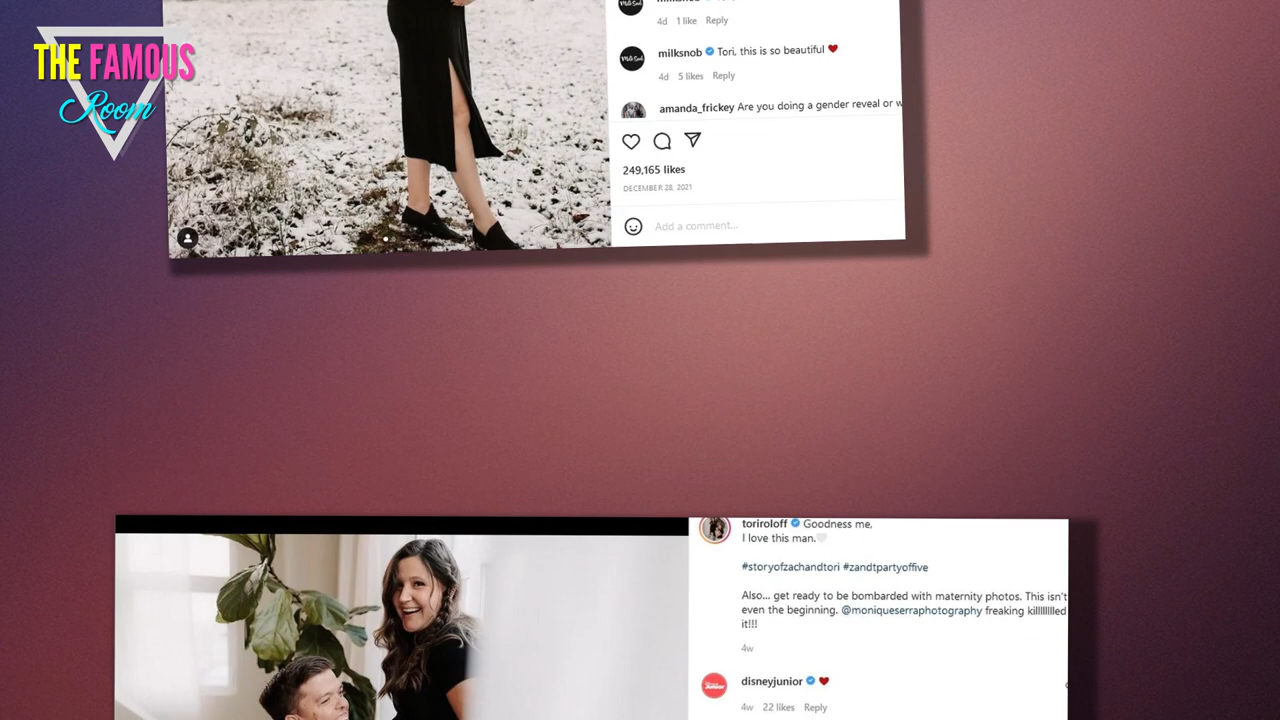 THE FAMOUS
Room
4d 1 like Reply
milksnob Tori, this is so beautiful ❤
4d 5 likes Reply
amanda_frickey Are you doing a gender reveal or w
249,165 likes
DECEMBER 28, 2021
Add a comment...
toriroloff Goodness me,
I love this man.🤍
#storyofzachandtori #zandtpartyoffive
Also... get ready to be bombarded with maternity photos. This isn't
even the beginning. @moniqueserraphotography freaking killlllllled
it!!!
4w
disneyjunior ❤
4w 22 likes Reply